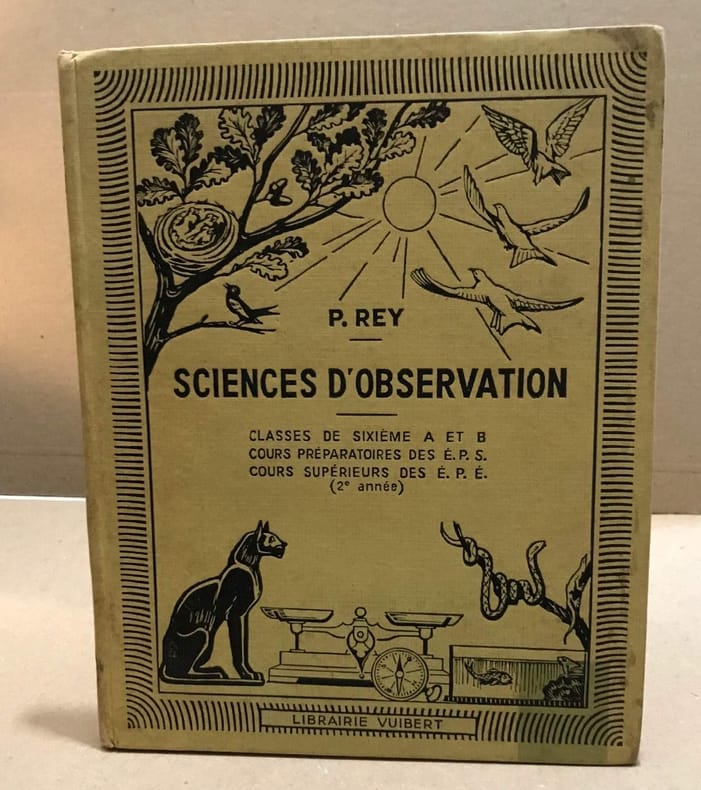 P. REY
SCIENCES D'OBSERVATION
CLASSES DE SIXIÈME A ET B
COURS PRÉPARATOIRES DES É.P.S.
COURS SUPÉRIEURS DES É.P.É.
(2e année)
LIBRAIRIE VUIBERT